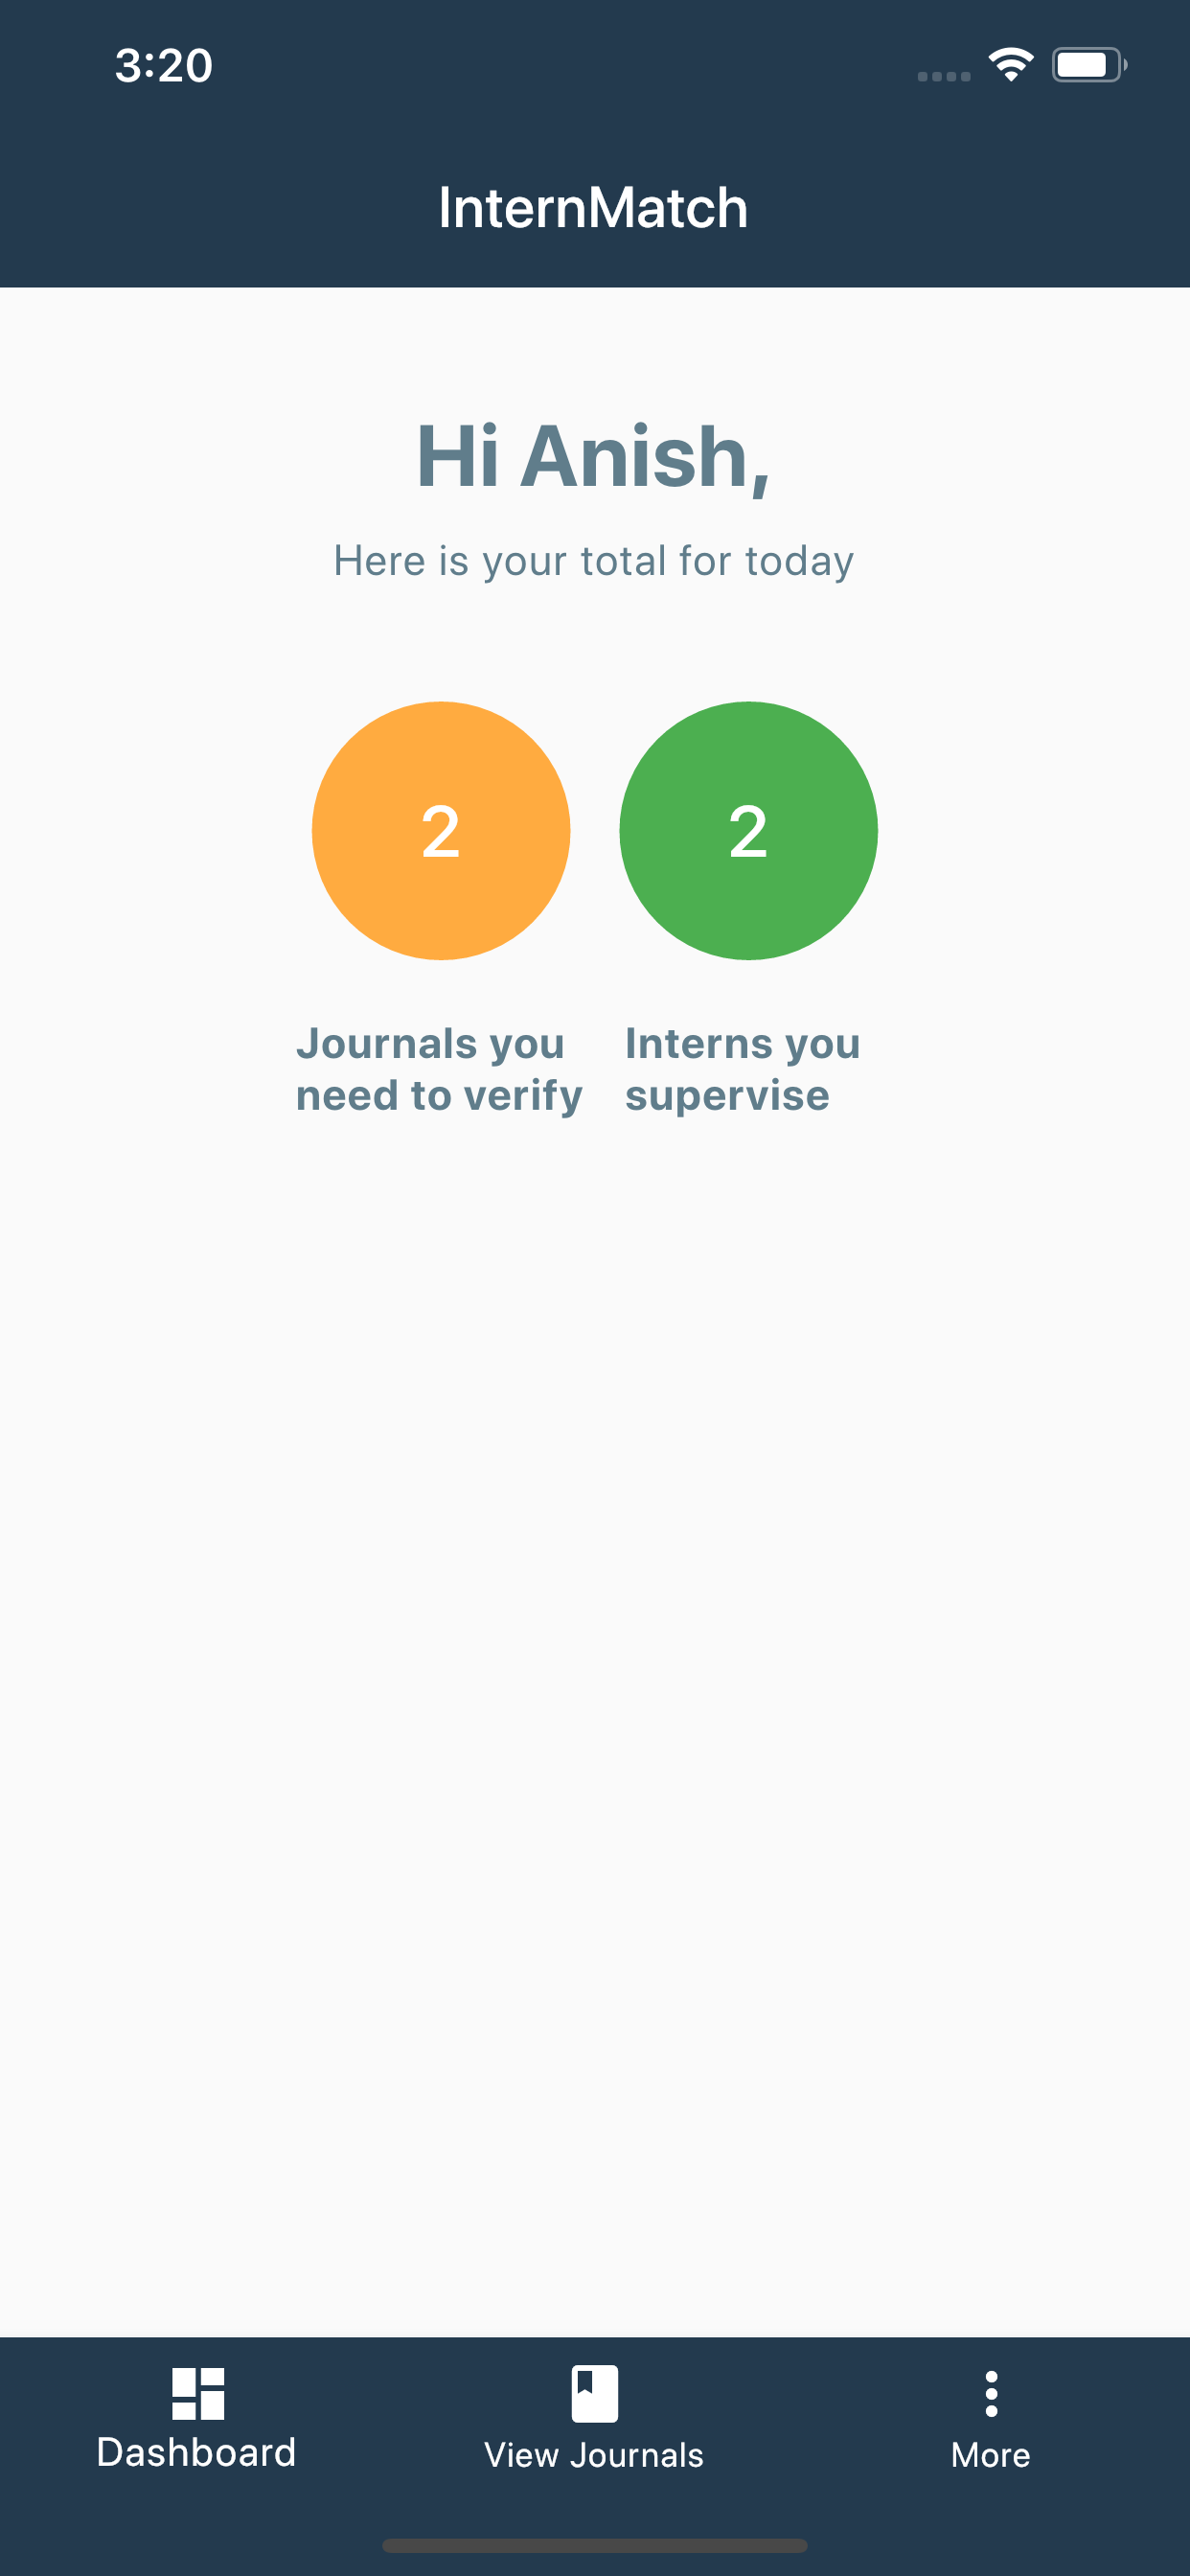 3:20
InternMatch
Hi Anish,
Here is your total for today
2
2
Journals you
need to verify
Interns you
supervise
Dashboard
View Journals
More